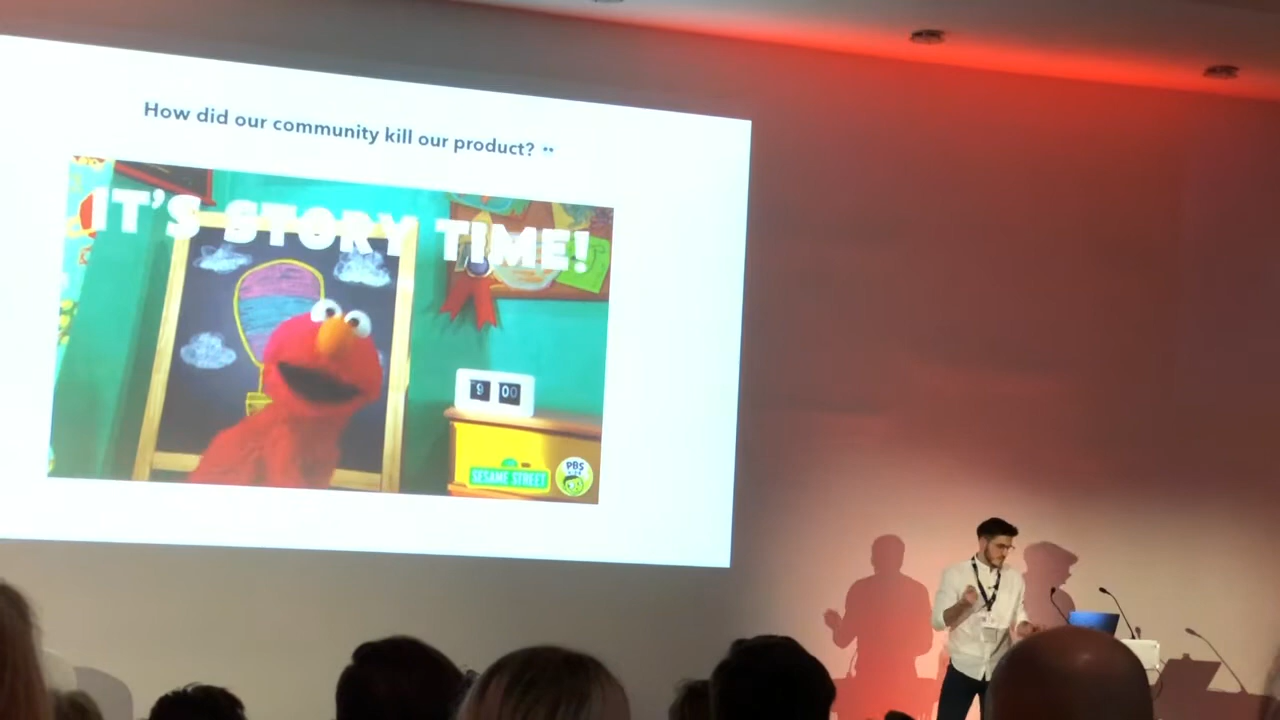 How did our community kill our product?
IT'S STORY TIME!
9 00
SESAME STREET
PBS
KIDS